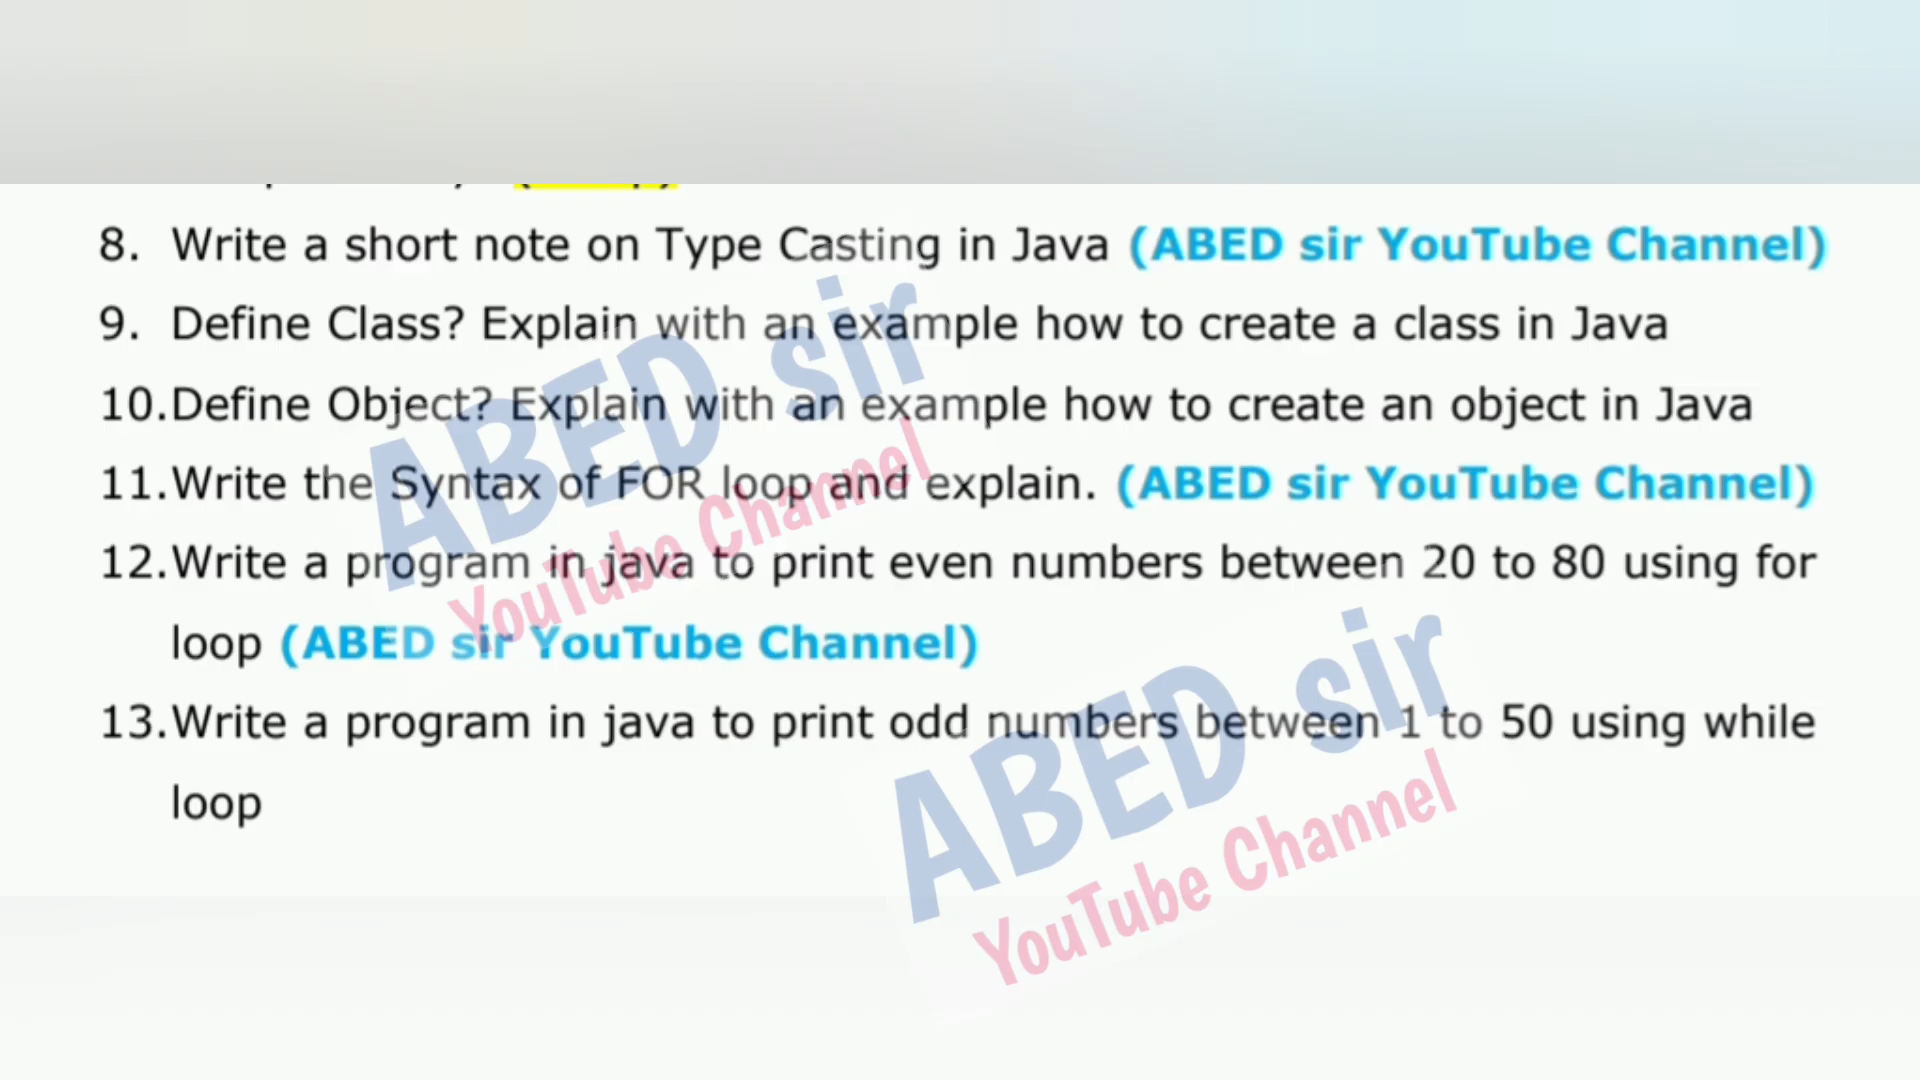 8. Write a short note on Type Casting in Java (ABED sir YouTube Channel)
9. Define Class? Explain with an example how to create a class in Java
10.Define Object? Explain with an example how to create an object in Java
11.Write the Syntax of FOR loop and explain. (ABED sir YouTube Channel)
12.Write a program in java to print even numbers between 20 to 80 using for
loop (ABED sir YouTube Channel)
13.Write a program in java to print odd numbers between 1 to 50 using while
loop
ABED sir
YouTube Channel
ABED sir
YouTube Channel